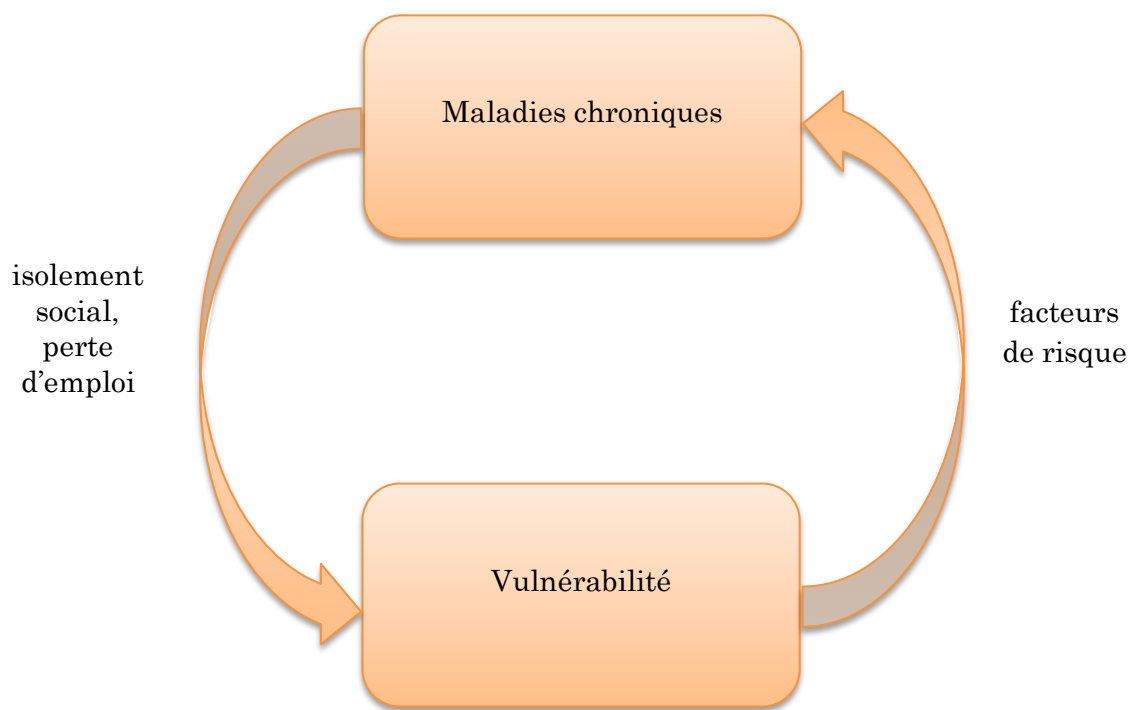 Maladies chroniques
isolement
social,
perte
d’emploi
facteurs
de risque
Vulnérabilité